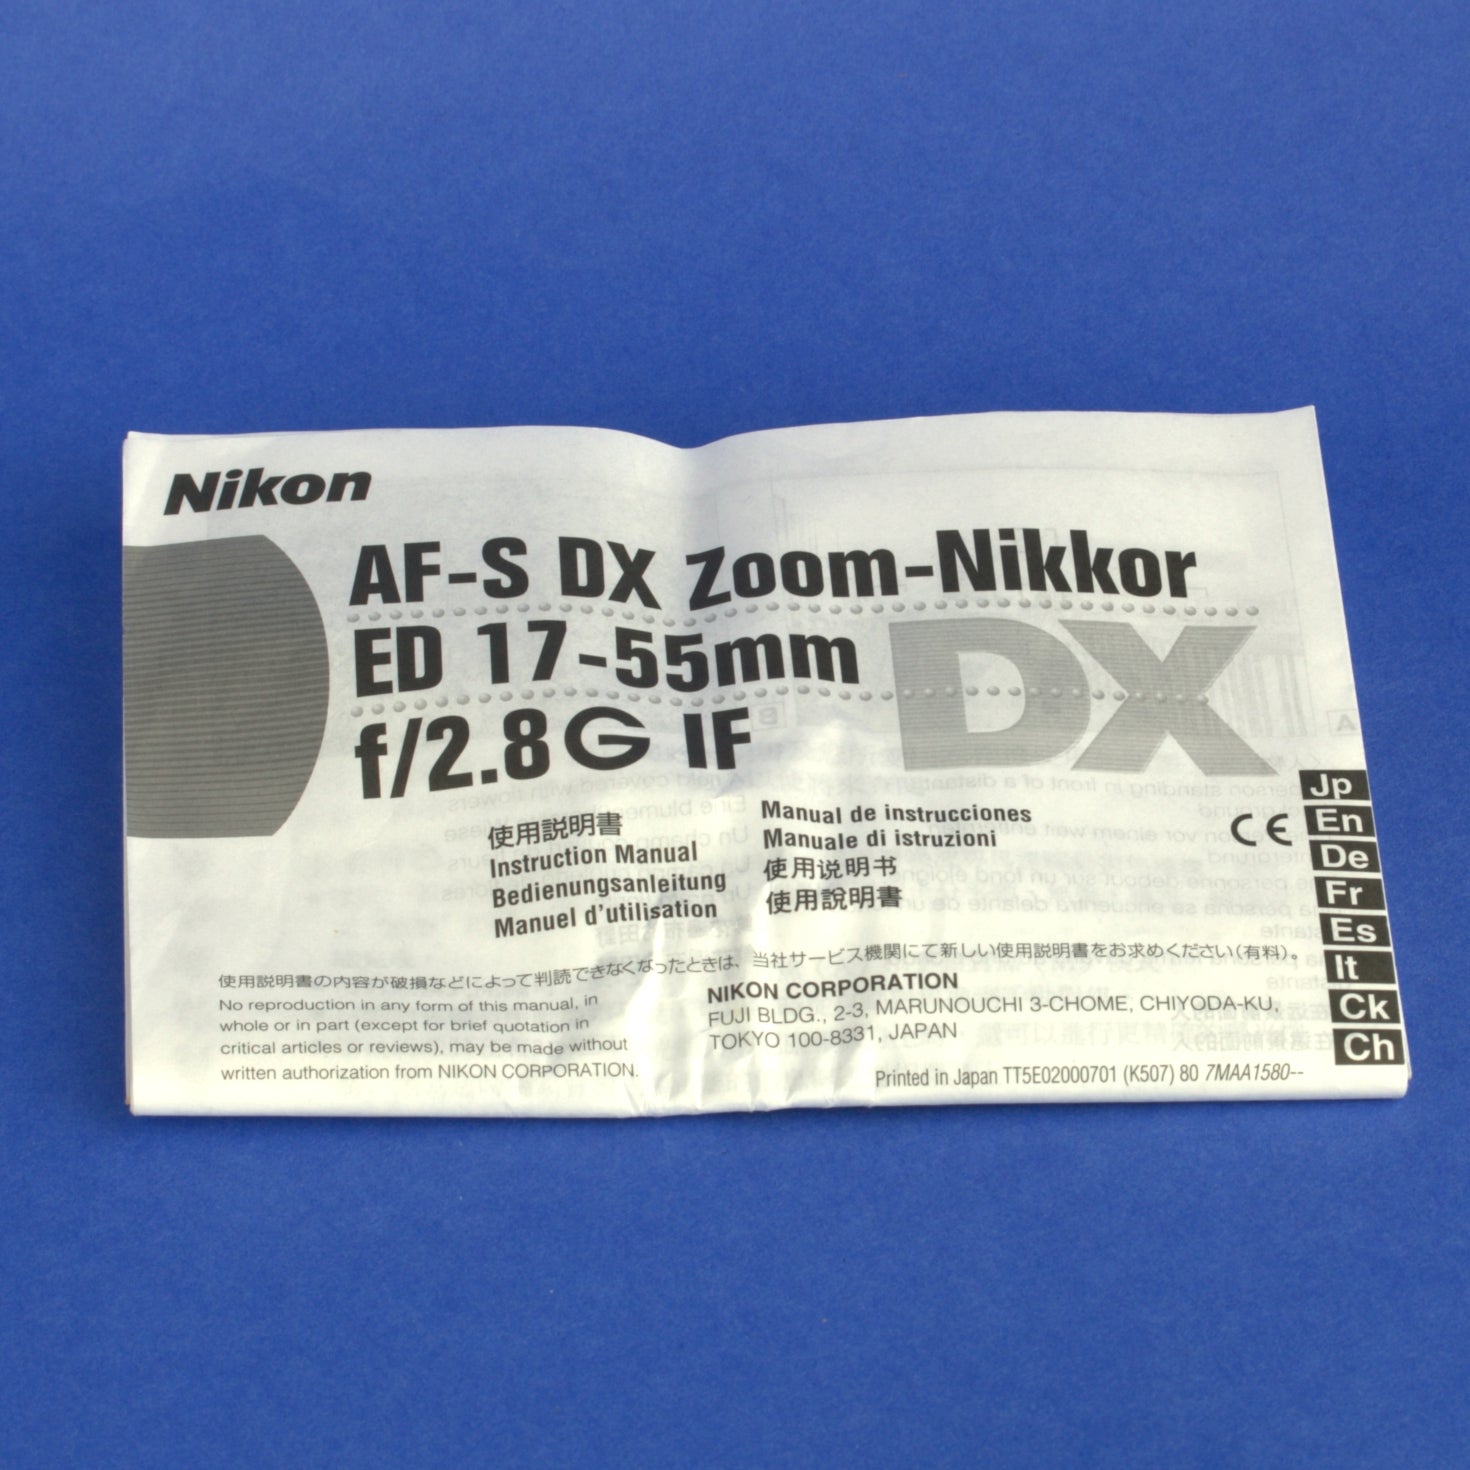 Nikon
AF-S DX Zoom-Nikkor
ED 17-55mm
f/2.8G IF
DX
使用説明書
Instruction Manual
Bedienungsanleitung
Manuel d'utilisation
Manual de instrucciones
Manuale di istruzioni
使用说明书
使用說明書
CE
Jp
En
De
Fr
Es
It
Ck
Ch
使用説明書の内容が破損などによって判読できなくなったときは、当社サービス機関にて新しい使用説明書をお求めください(有料)。
No reproduction in any form of this manual, in
whole or in part (except for brief quotation in
critical articles or reviews), may be made without
written authorization from NIKON CORPORATION.
NIKON CORPORATION
FUJI BLDG., 2-3, MARUNOUCHI 3-CHOME, CHIYODA-KU,
TOKYO 100-8331, JAPAN
Printed in Japan TT5E02000701 (K507) 80 7MAA1580--